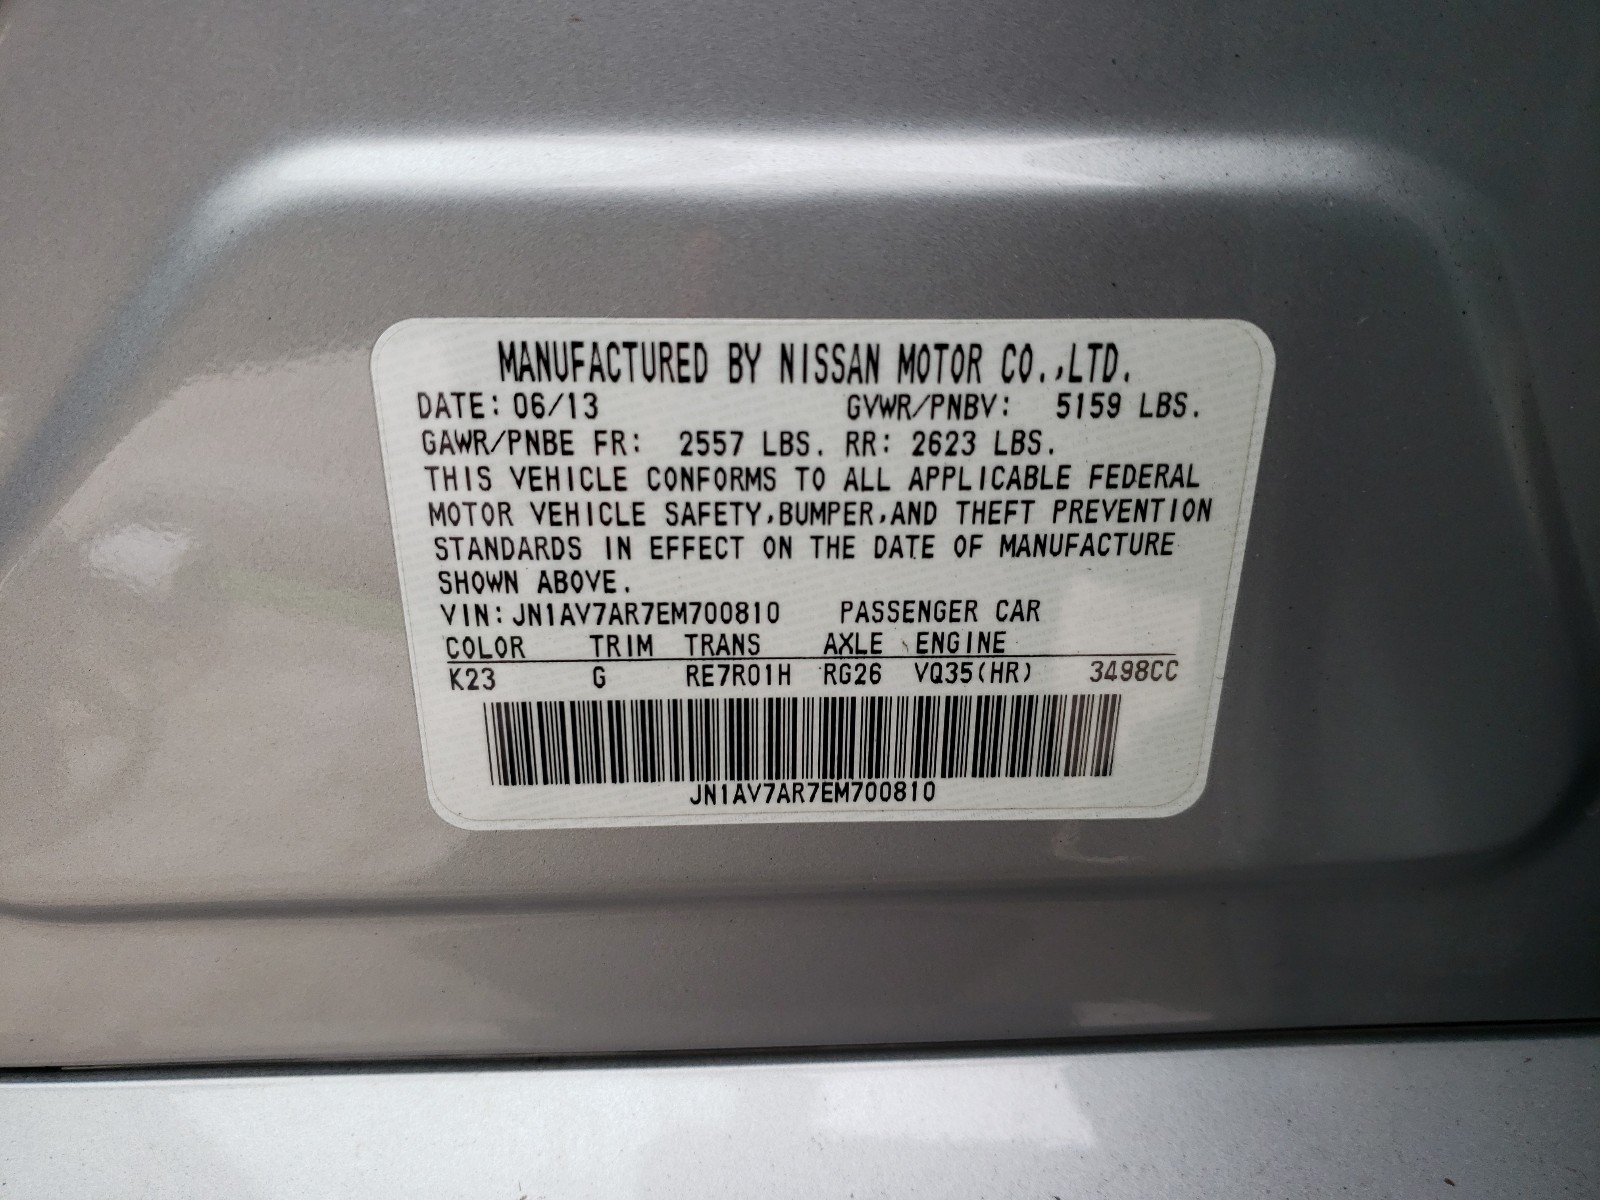 MANUFACTURED BY NISSAN MOTOR CO.,LTD.
DATE: 06/13 GVWR/PNBV: 5159 LBS.
GAWR/PNBE FR: 2557 LBS. RR: 2623 LBS.
THIS VEHICLE CONFORMS TO ALL APPLICABLE FEDERAL
MOTOR VEHICLE SAFETY,BUMPER,AND THEFT PREVENTION
STANDARDS IN EFFECT ON THE DATE OF MANUFACTURE
SHOWN ABOVE.
VIN: JN1AV7AR7EM700810 PASSENGER CAR
COLOR TRIM TRANS AXLE ENGINE
K23 G RE7R01H RG26 VQ35(HR) 3498CC
JN1AV7AR7EM700810